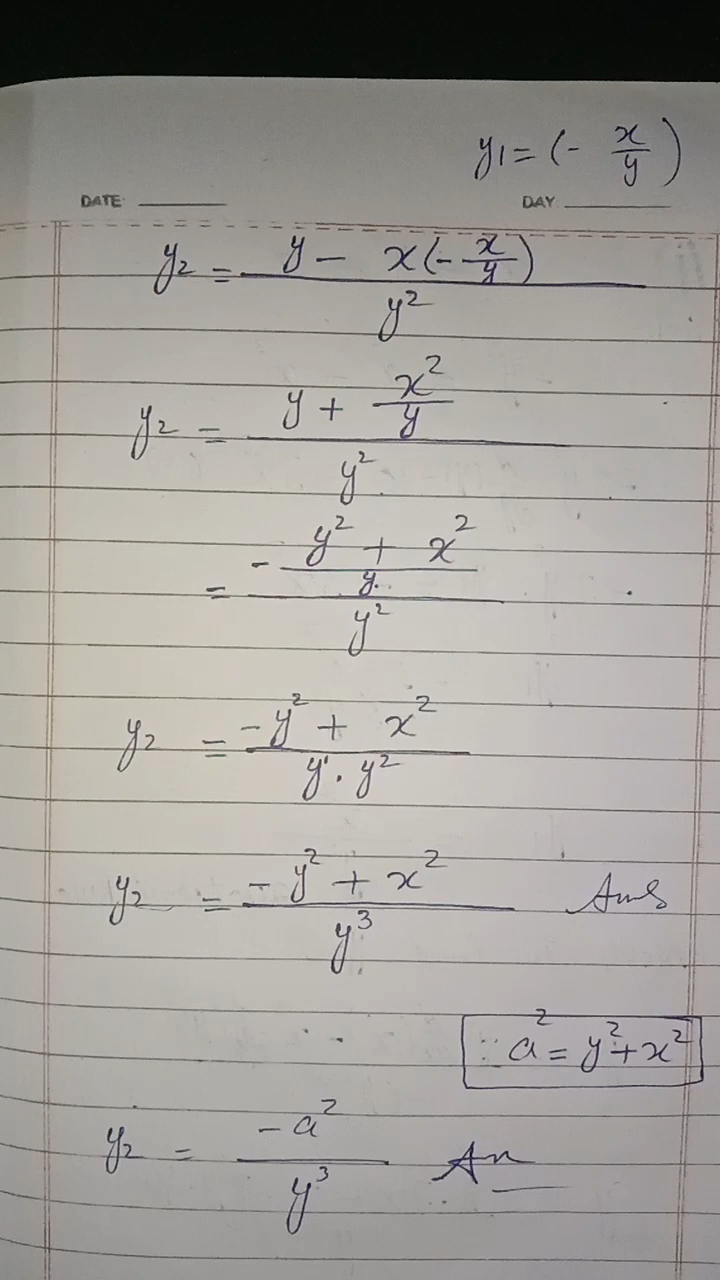 y₁ = (- x/y)
DATE DAY
y₂ = (y - x(-x/y))/y²
y₂ = (y + x²/y)/y²
= (-(y² + x²)/y)/y²
y₂ = (-y² + x²)/(y¹ · y²)
y₂ = (-y² + x²)/y³ Ans
∵ a² = y² + x²
y₂ = -a²/y³ An